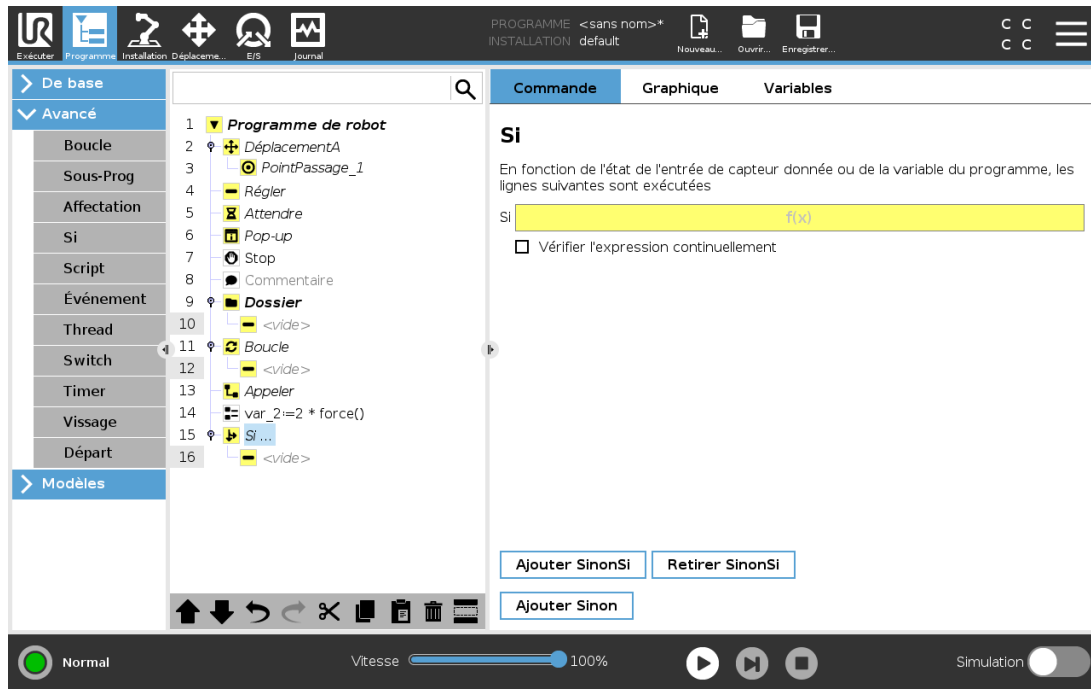 PROGRAMME <sans nom>*
INSTALLATION default
UR
Exécuter
Programme
Installation
Déplaceme...
E/S
Journal
Nouveau...
Ouvrir...
Enregistrer...
C C
C C
De base
Avancé
Boucle
Sous-Prog
Affectation
Si
Script
Événement
Thread
Switch
Timer
Vissage
Départ
Modèles
1 Programme de robot
2 DéplacementA
3 PointPassage_1
4 Régler
5 Attendre
6 Pop-up
7 Stop
8 Commentaire
9 Dossier
10 <vide>
11 Boucle
12 <vide>
13 Appeler
14 var_2:=2 * force()
15 Si ...
16 <vide>
Commande Graphique Variables
Si
En fonction de l'état de l'entrée de capteur donnée ou de la variable du programme, les
lignes suivantes sont exécutées
Si f(x)
Vérifier l'expression continuellement
Ajouter SinonSi Retirer SinonSi
Ajouter Sinon
Normal
Vitesse 100%
Simulation